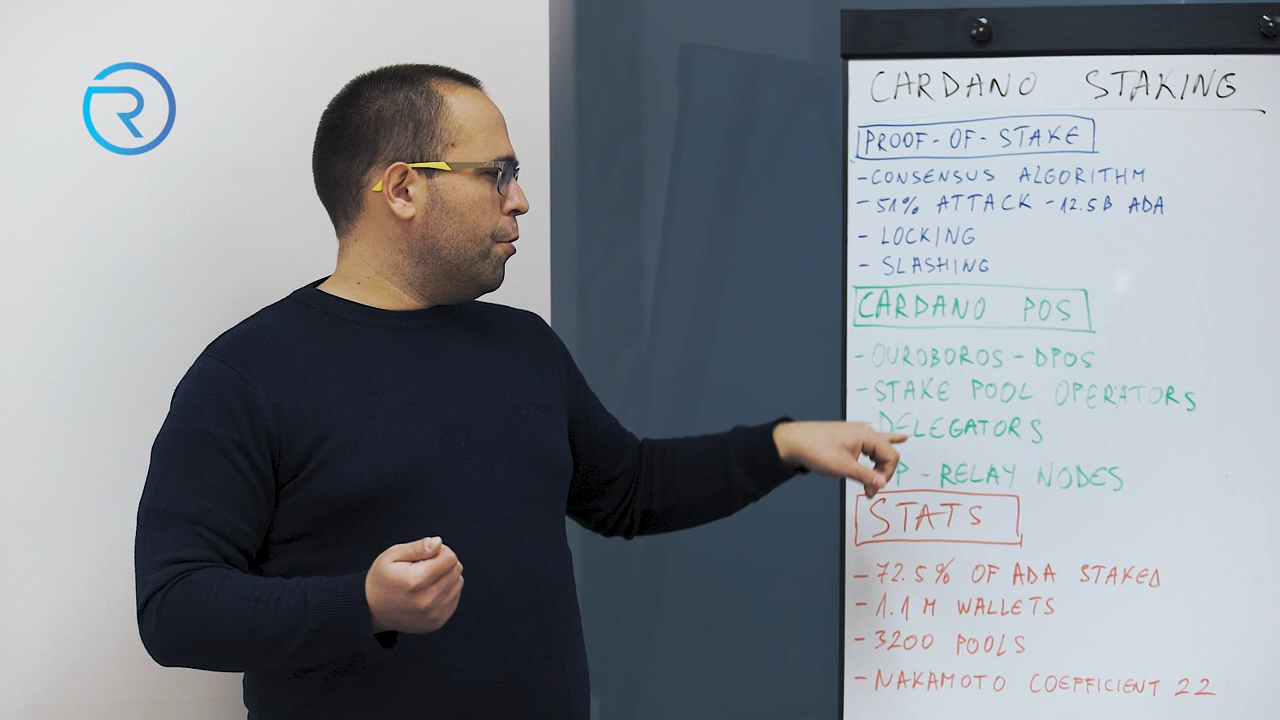 R
CARDANO STAKING
PROOF-OF-STAKE
- CONSENSUS ALGORITHM
- 51% ATTACK - 12.5B ADA
- LOCKING
- SLASHING
CARDANO POS
- OUROBOROS - DPOS
- STAKE POOL OPERATORS
DELEGATORS
P - RELAY NODES
STATS
- 72.5% OF ADA STAKED
- 1.1 M WALLETS
- 3200 POOLS
- NAKAMOTO COEFFICIENT 22